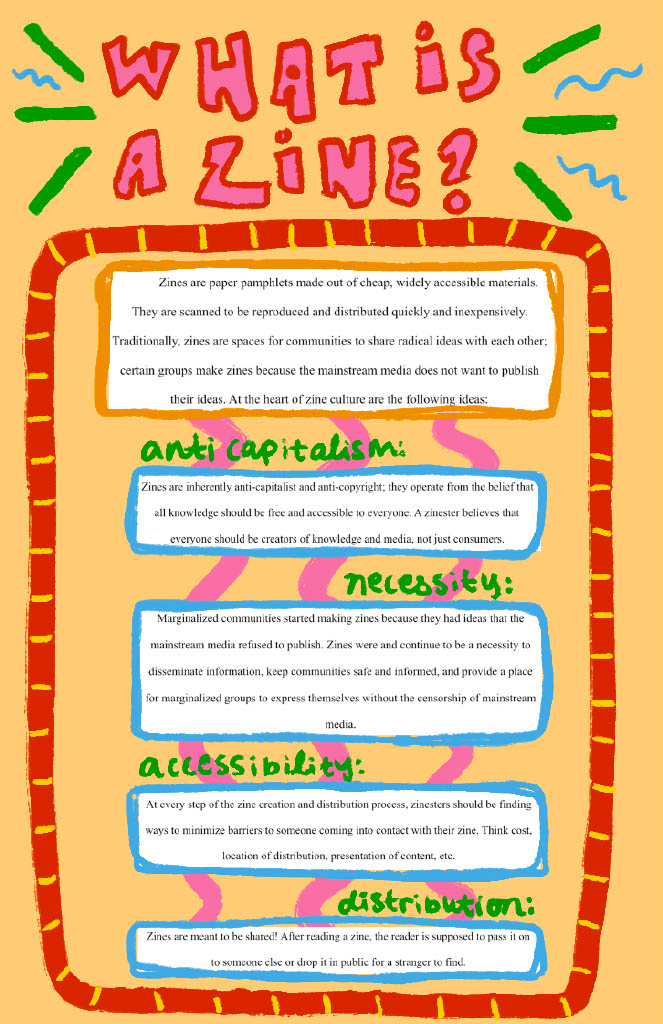 WHAT iS
A ZiNE?
Zines are paper pamphlets made out of cheap, widely accessible materials.
They are scanned to be reproduced and distributed quickly and inexpensively.
Traditionally, zines are spaces for communities to share radical ideas with each other;
certain groups make zines because the mainstream media does not want to publish
their ideas. At the heart of zine culture are the following ideas:
anti capitalism:
Zines are inherently anti-capitalist and anti-copyright; they operate from the belief that
all knowledge should be free and accessible to everyone. A zinester believes that
everyone should be creators of knowledge and media, not just consumers.
necessity:
Marginalized communities started making zines because they had ideas that the
mainstream media refused to publish. Zines were and continue to be a necessity to
disseminate information, keep communities safe and informed, and provide a place
for marginalized groups to express themselves without the censorship of mainstream
media.
accessibility:
At every step of the zine creation and distribution process, zinesters should be finding
ways to minimize barriers to someone coming into contact with their zine. Think cost,
location of distribution, presentation of content, etc.
distribution:
Zines are meant to be shared! After reading a zine, the reader is supposed to pass it on
to someone else or drop it in public for a stranger to find.